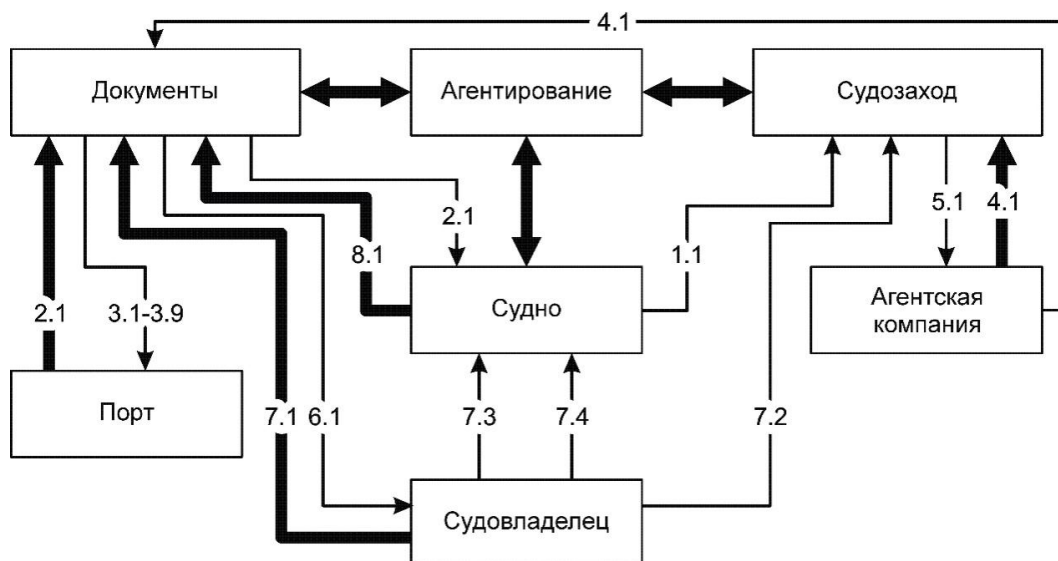 4.1
Документы
Агентирование
Судозаход
2.1
5.1
4.1
8.1
1.1
Судно
Агентская
компания
2.1
3.1-3.9
Порт
7.1
6.1
7.3
7.4
7.2
Судовладелец